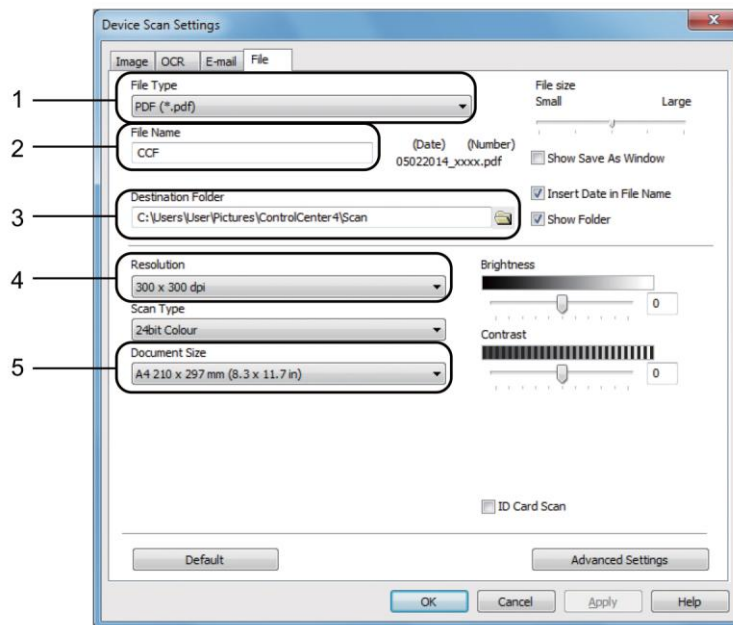 Device Scan Settings
x
Image OCR E-mail File
1
File Type
PDF (*.pdf)
File size
Small Large
2
File Name
CCF
(Date) (Number)
05022014_xxxx.pdf
Show Save As Window
3
Destination Folder
C:\Users\User\Pictures\ControlCenter4\Scan
Insert Date in File Name
Show Folder
4
Resolution
300 x 300 dpi
Brightness
0
Scan Type
24bit Colour
Contrast
0
5
Document Size
A4 210 x 297 mm (8.3 x 11.7 in)
ID Card Scan
Default Advanced Settings
OK Cancel Apply Help